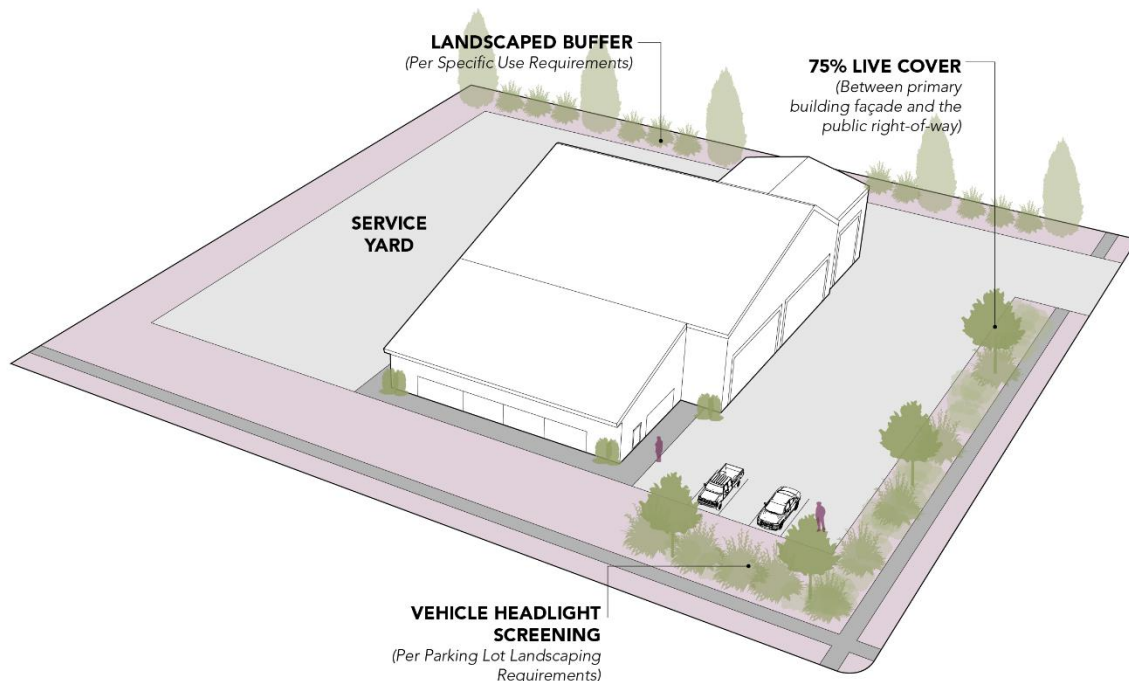 LANDSCAPED BUFFER
(Per Specific Use Requirements)
75% LIVE COVER
(Between primary
building façade and the
public right-of-way)
SERVICE
YARD
VEHICLE HEADLIGHT
SCREENING
(Per Parking Lot Landscaping
Requirements)